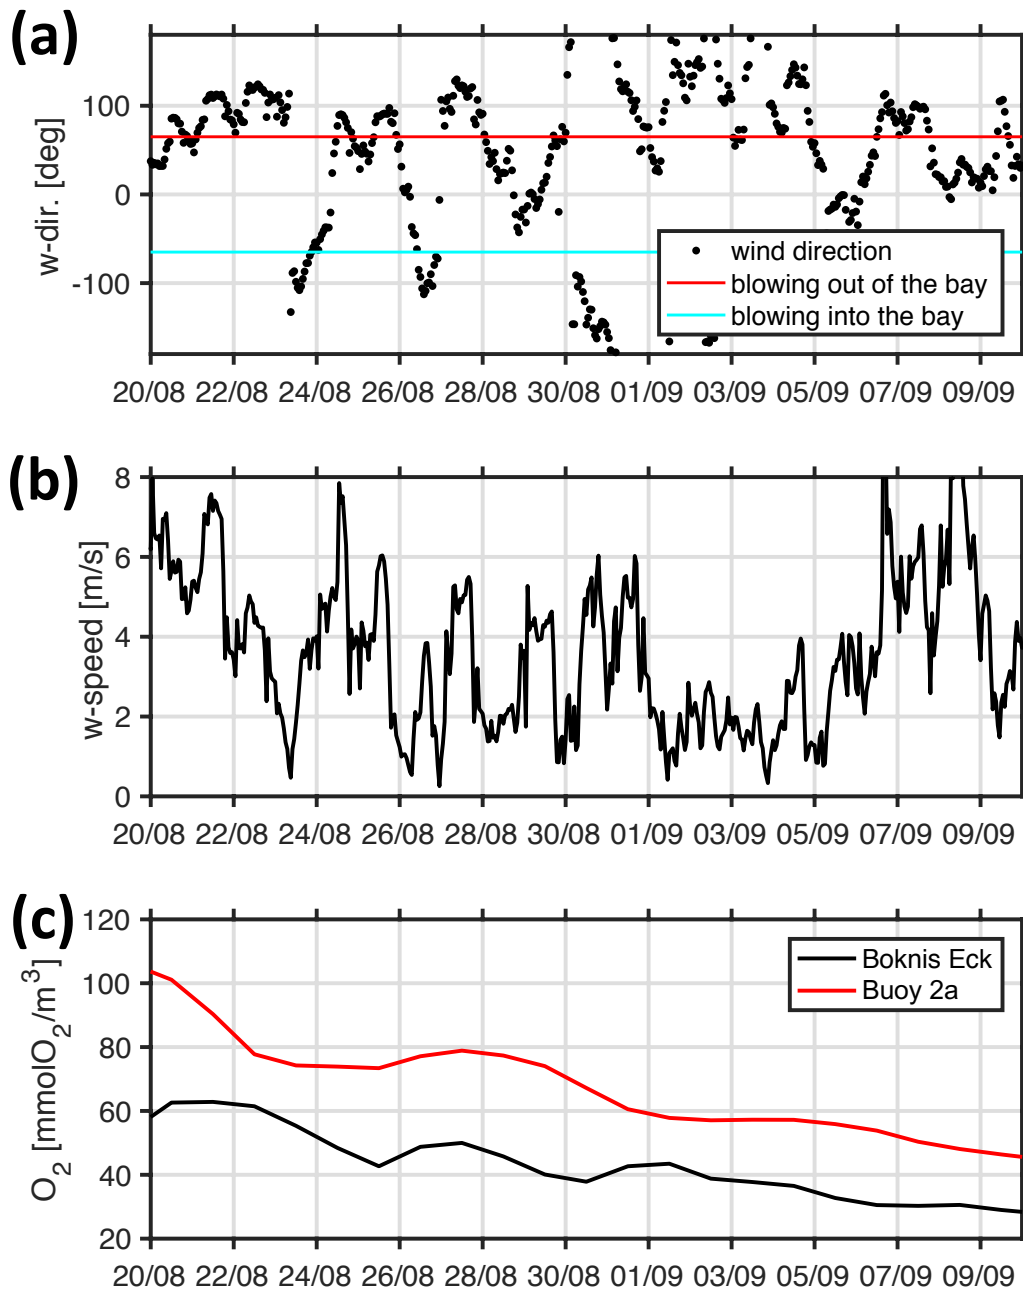 (a)
w-dir. [deg]
100
0
-100
wind direction
blowing out of the bay
blowing into the bay
20/08 22/08 24/08 26/08 28/08 30/08 01/09 03/09 05/09 07/09 09/09
(b)
w-speed [m/s]
8
6
4
2
0
20/08 22/08 24/08 26/08 28/08 30/08 01/09 03/09 05/09 07/09 09/09
(c)
O₂ [mmolO₂/m³]
120
100
80
60
40
20
Boknis Eck
Buoy 2a
20/08 22/08 24/08 26/08 28/08 30/08 01/09 03/09 05/09 07/09 09/09